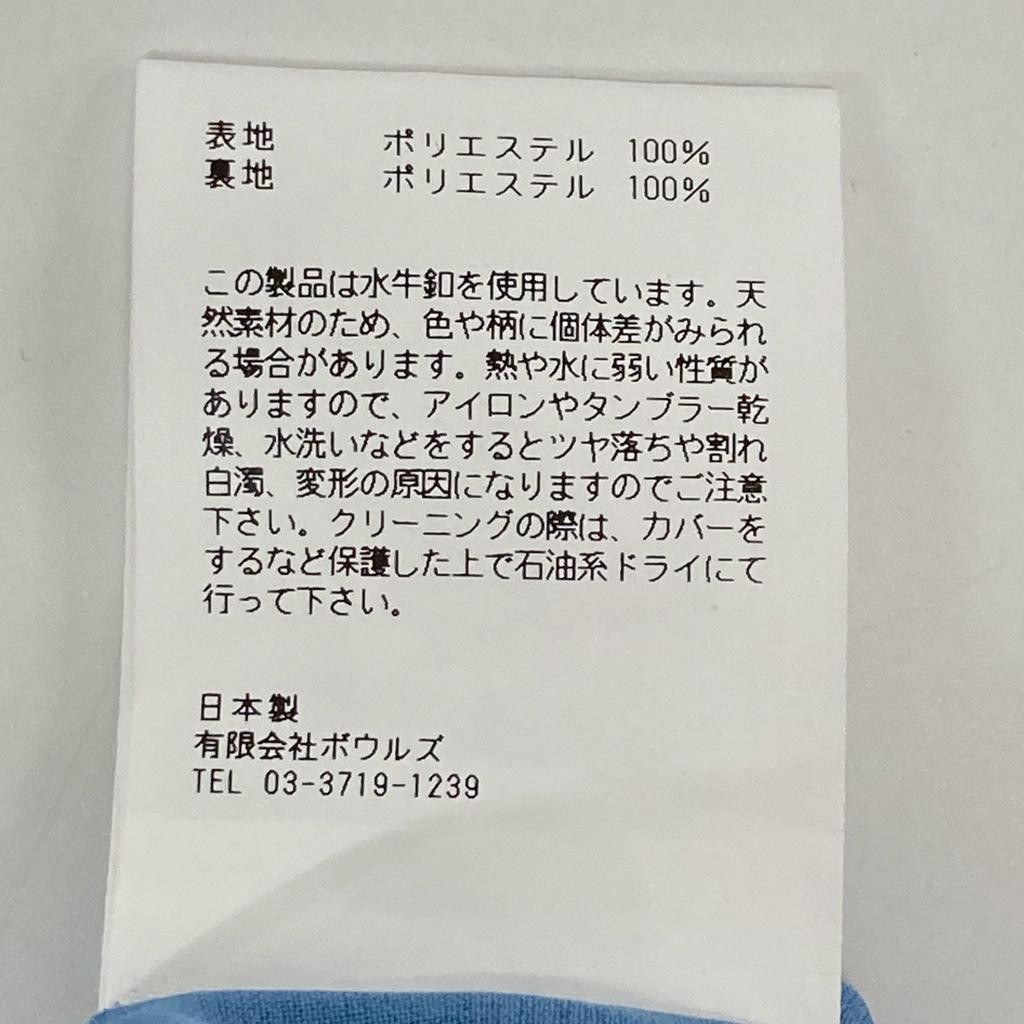 表地 ポリエステル 100%
裏地 ポリエステル 100%
この製品は水牛釦を使用しています。天
然素材のため、色や柄に個体差がみられ
る場合があります。熱や水に弱い性質が
ありますので、アイロンやタンブラー乾
燥、水洗いなどをするとツヤ落ちや割れ
白濁、変形の原因になりますのでご注意
下さい。クリーニングの際は、カバーを
するなど保護した上で石油系ドライにて
行って下さい。
日本製
有限会社ボウルズ
TEL 03-3719-1239